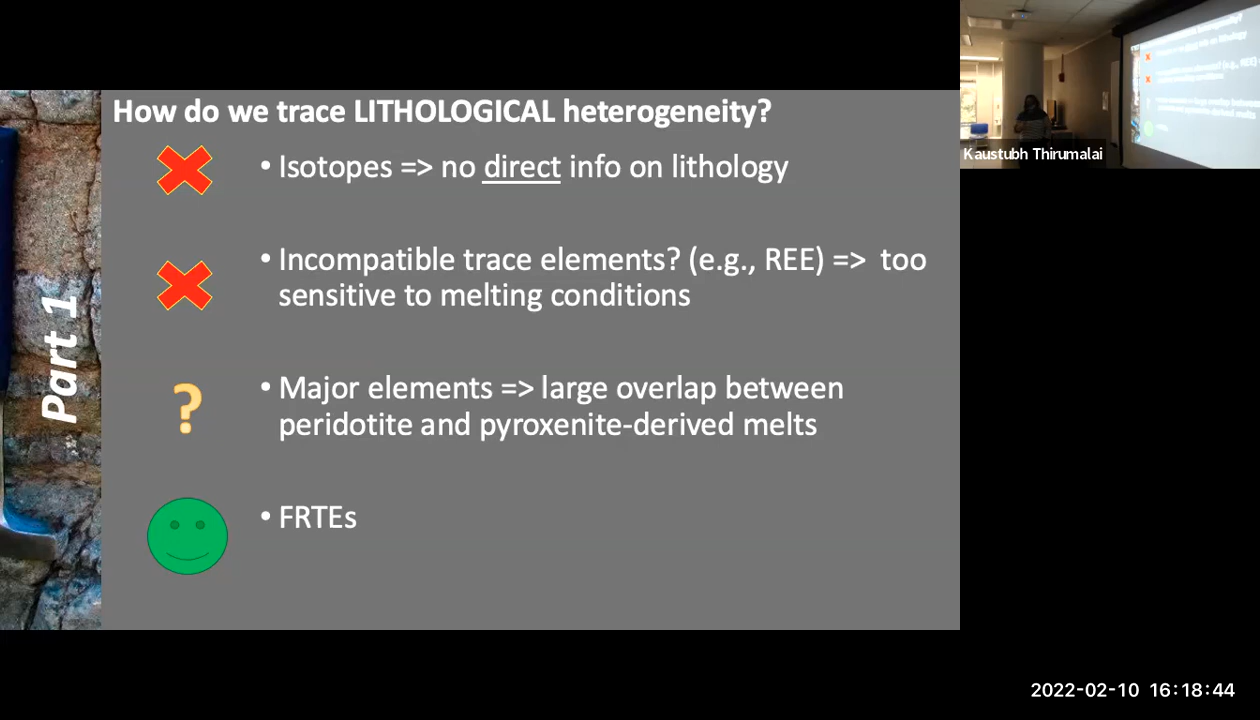 How do we trace LITHOLOGICAL heterogeneity?
• Isotopes => no direct info on lithology
• Incompatible trace elements? (e.g., REE) => too
sensitive to melting conditions
?
• Major elements => large overlap between
peridotite and pyroxenite-derived melts
• FRTEs
Part 1
Kaustubh Thirumalai
2022-02-10 16:18:44